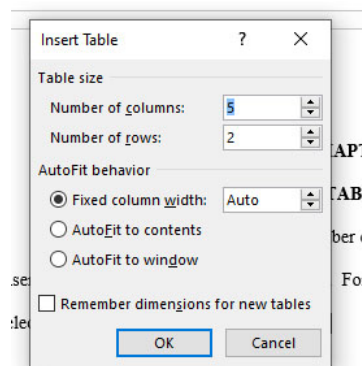 Insert Table ?
Table size
Number of columns: 5
Number of rows: 2
AutoFit behavior
Fixed column width: Auto
AutoFit to contents
AutoFit to window
Remember dimensions for new tables
OK Cancel